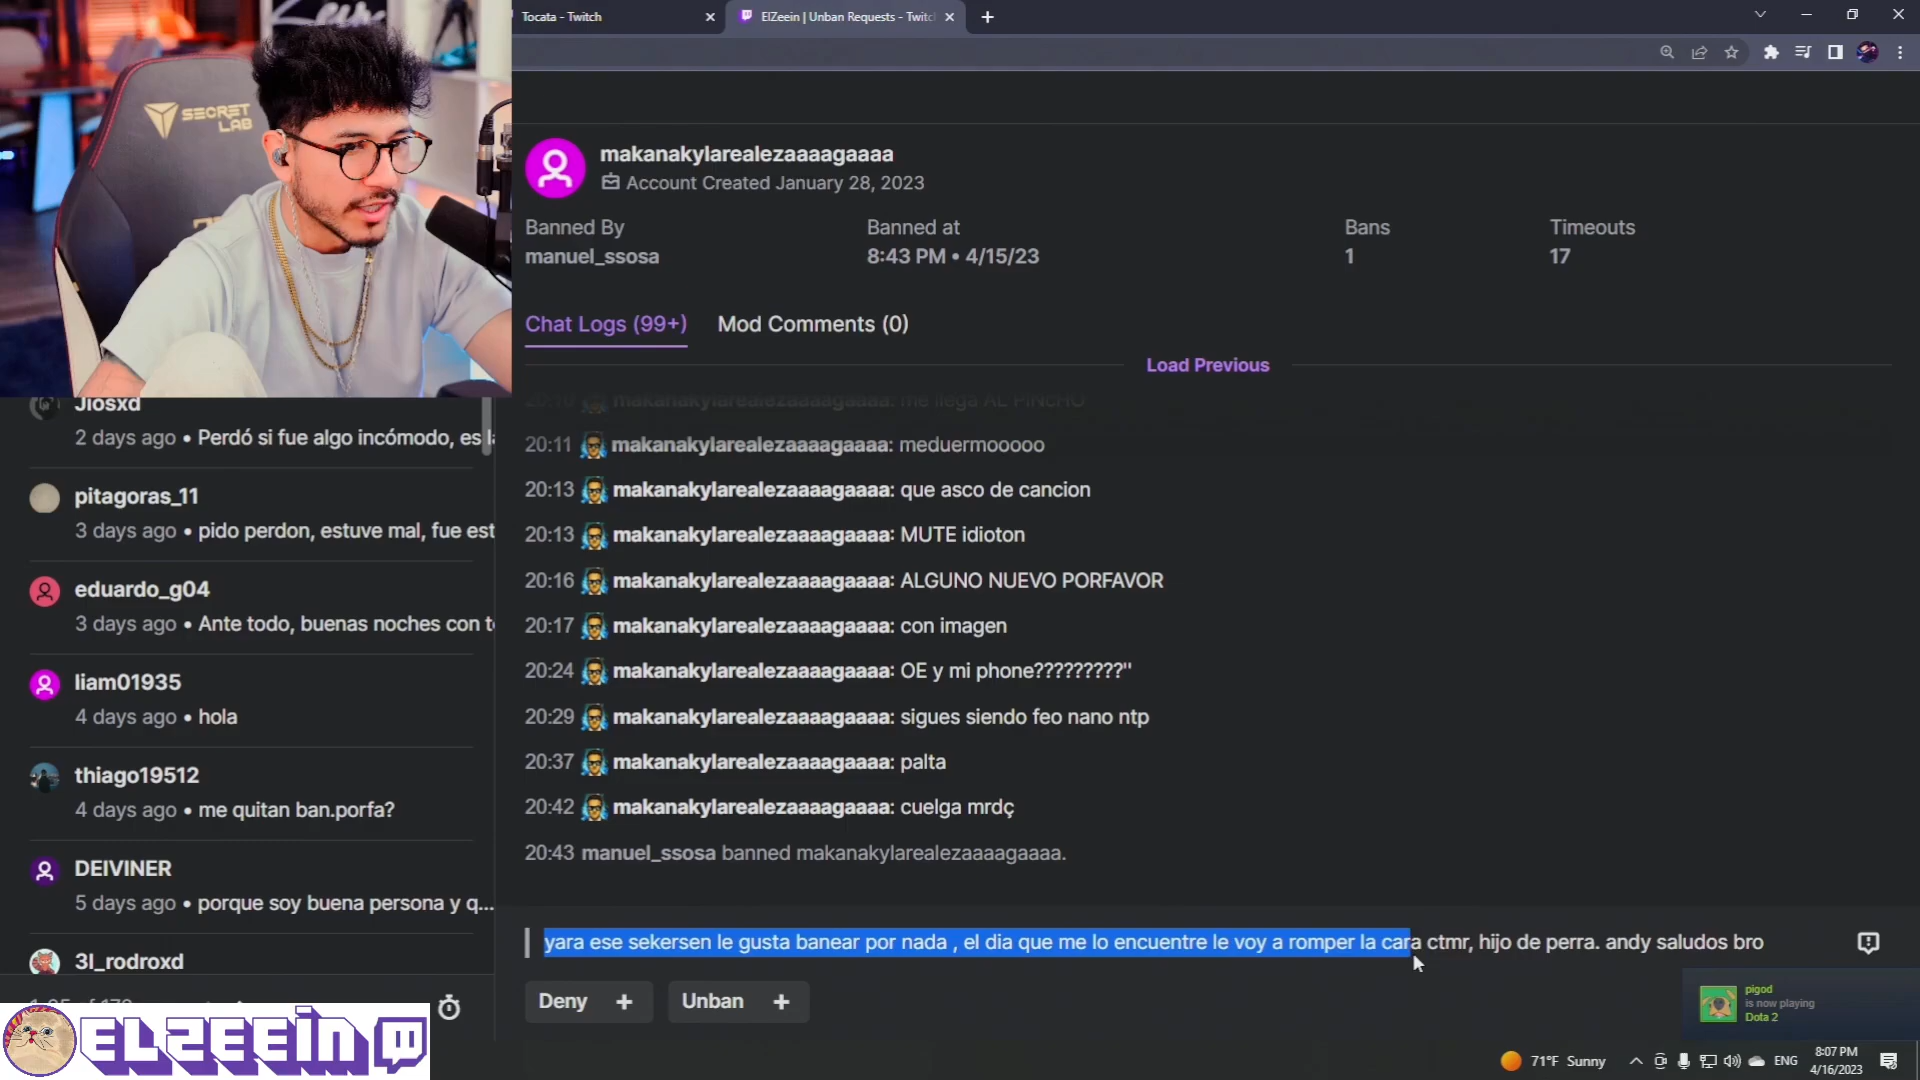 Tocata - Twitch
ElZeein | Unban Requests - Twitc
SECRET
LAB
makanakylarealezaaaagaaaa
Account Created January 28, 2023
Banned By
manuel_ssosa
Banned at
8:43 PM • 4/15/23
Bans
1
Timeouts
17
Chat Logs (99+)
Mod Comments (0)
Load Previous
me llega AL PINCHO
20:11 makanakylarealezaaaagaaaa: meduermooooo
20:13 makanakylarealezaaaagaaaa: que asco de cancion
20:13 makanakylarealezaaaagaaaa: MUTE idioton
20:16 makanakylarealezaaaagaaaa: ALGUNO NUEVO PORFAVOR
20:17 makanakylarealezaaaagaaaa: con imagen
20:24 makanakylarealezaaaagaaaa: OE y mi phone?????????"
20:29 makanakylarealezaaaagaaaa: sigues siendo feo nano ntp
20:37 makanakylarealezaaaagaaaa: palta
20:42 makanakylarealezaaaagaaaa: cuelga mrdç
20:43 manuel_ssosa banned makanakylarealezaaaagaaaa.
yara ese sekersen le gusta banear por nada , el dia que me lo encuentre le voy a romper la cara ctmr, hijo de perra. andy saludos bro
Deny +
Unban +
Jiosxd
2 days ago • Perdó si fue algo incómodo, es
pitagoras_11
3 days ago • pido perdon, estuve mal, fue est
eduardo_g04
3 days ago • Ante todo, buenas noches con t
liam01935
4 days ago • hola
thiago19512
4 days ago • me quitan ban.porfa?
DEIVINER
5 days ago • porque soy buena persona y q...
3l_rodroxd
ELZEEIN
pigod
is now playing
Dota 2
71°F Sunny
ENG
8:07 PM
4/16/2023